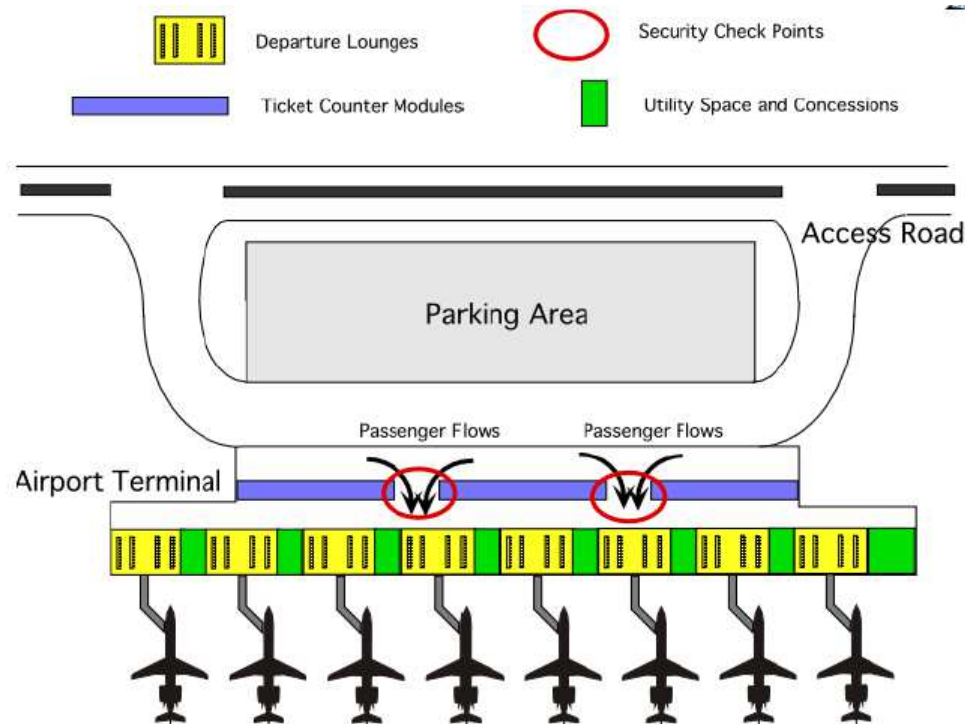 Departure Lounges
Security Check Points
Ticket Counter Modules
Utility Space and Concessions
Access Road
Parking Area
Passenger Flows
Passenger Flows
Airport Terminal